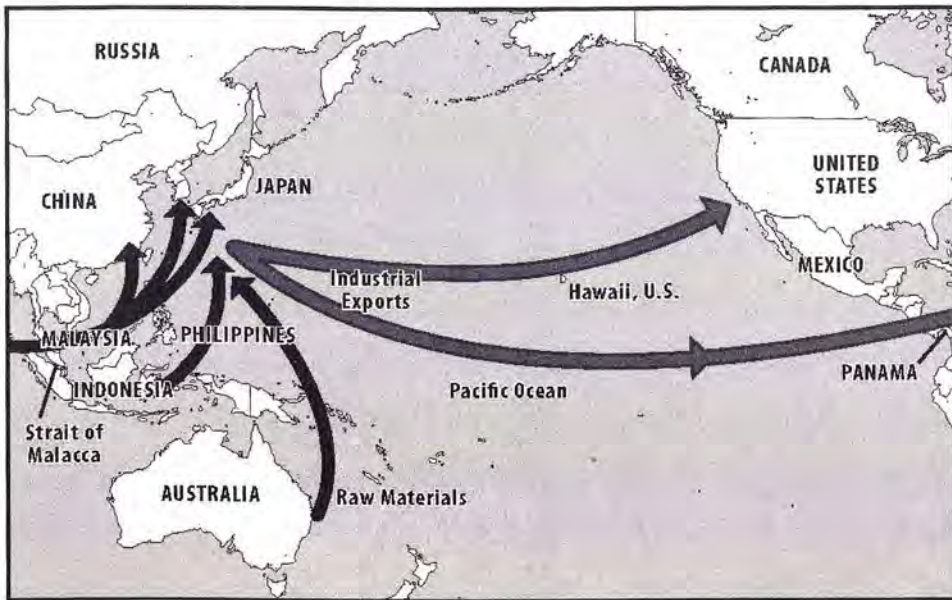 RUSSIA
CANADA
UNITED
STATES
CHINA
JAPAN
Industrial
Exports
Hawaii, U.S.
MEXICO
MALAYSIA
PHILIPPINES
PANAMA
INDONESIA
Pacific Ocean
Strait of
Malacca
AUSTRALIA
Raw Materials